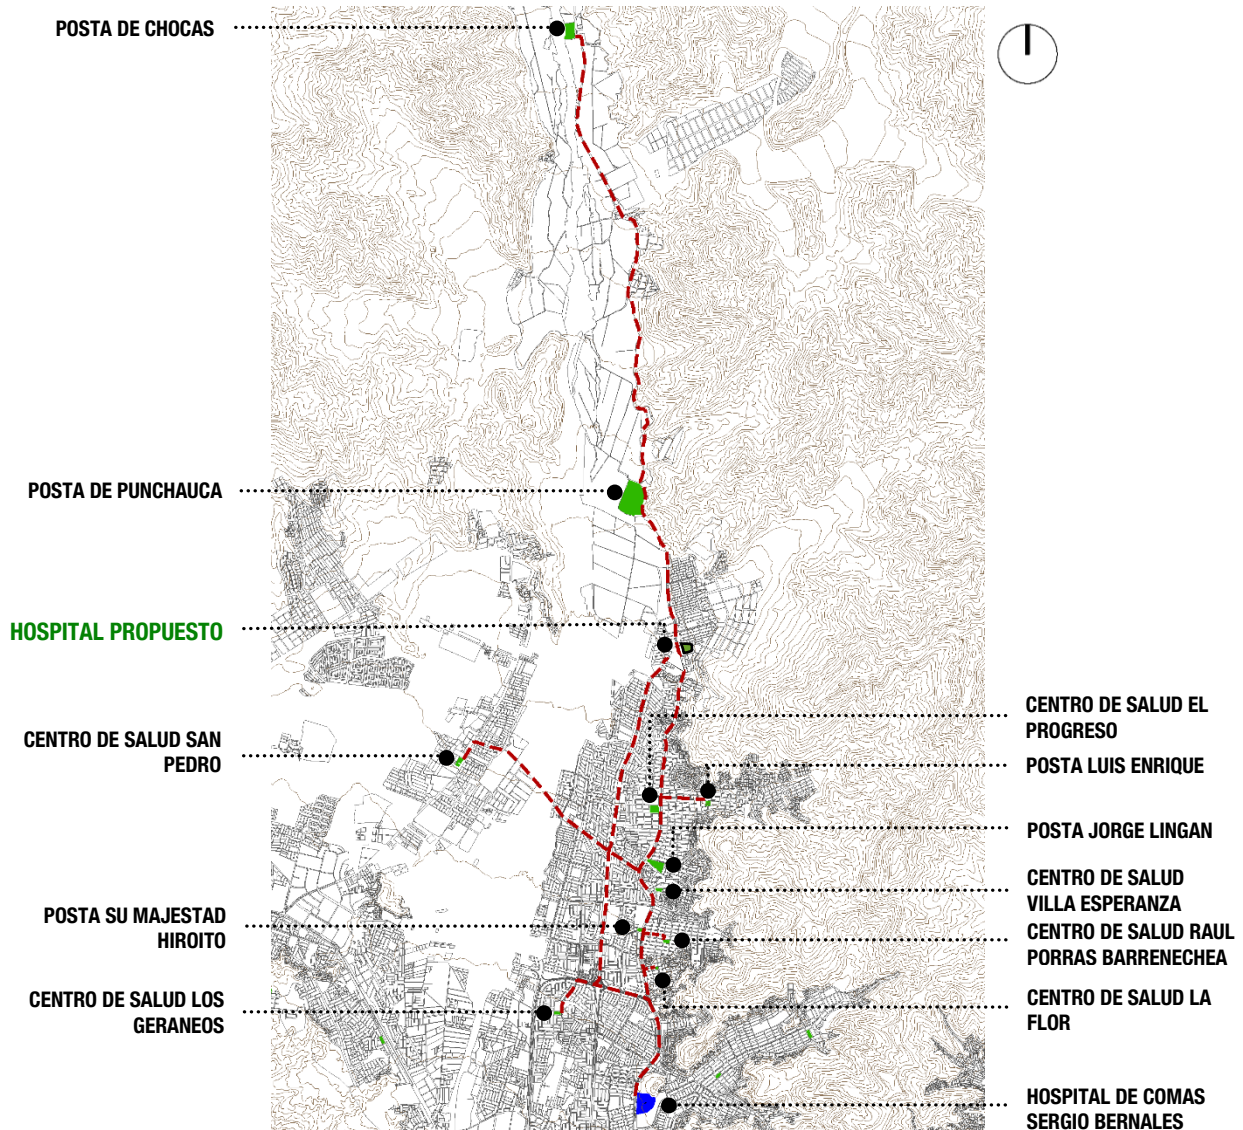 POSTA DE CHOCAS
POSTA DE PUNCHAUCA
HOSPITAL PROPUESTO
CENTRO DE SALUD SAN
PEDRO
POSTA SU MAJESTAD
HIROITO
CENTRO DE SALUD LOS
GERANEOS
CENTRO DE SALUD EL
PROGRESO
POSTA LUIS ENRIQUE
POSTA JORGE LINGAN
CENTRO DE SALUD
VILLA ESPERANZA
CENTRO DE SALUD RAUL
PORRAS BARRENECHEA
CENTRO DE SALUD LA
FLOR
HOSPITAL DE COMAS
SERGIO BERNALES